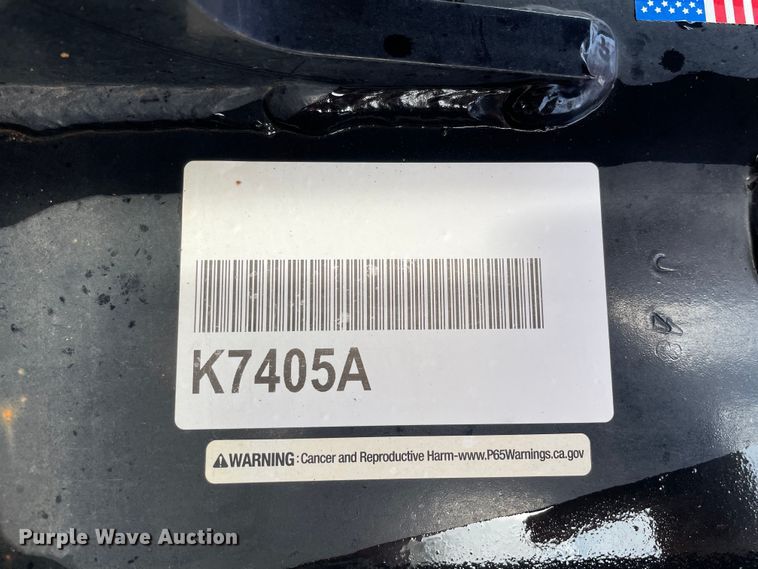 K7405A
WARNING: Cancer and Reproductive Harm-www.P65Warnings.ca.gov
Purple Wave Auction